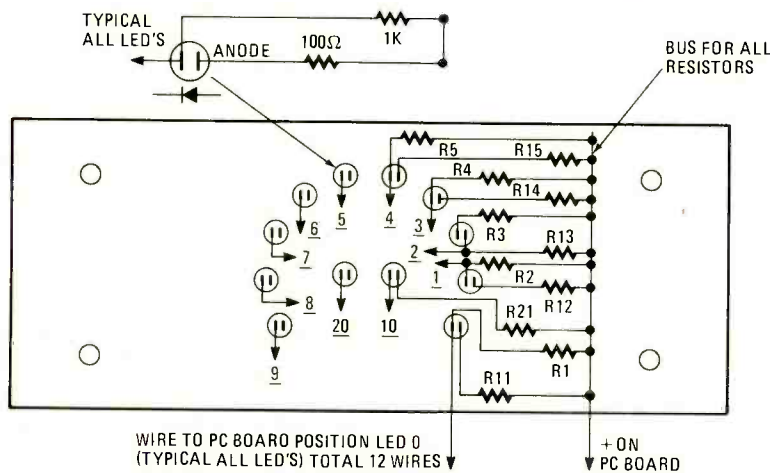 TYPICAL
ALL LED'S
ANODE
100Ω
1K
BUS FOR ALL
RESISTORS
R5
R15
R4
R14
R3
R13
R2
R12
R21
R1
R11
5
4
3
6
2
7
1
8
20
10
9
WIRE TO PC BOARD POSITION LED 0
(TYPICAL ALL LED'S) TOTAL 12 WIRES
+ ON
PC BOARD